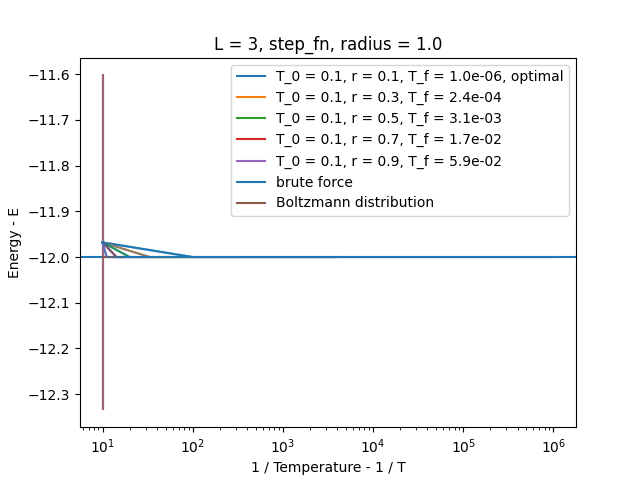 L = 3, step_fn, radius = 1.0
T_0 = 0.1, r = 0.1, T_f = 1.0e-06, optimal
T_0 = 0.1, r = 0.3, T_f = 2.4e-04
T_0 = 0.1, r = 0.5, T_f = 3.1e-03
T_0 = 0.1, r = 0.7, T_f = 1.7e-02
T_0 = 0.1, r = 0.9, T_f = 5.9e-02
brute force
Boltzmann distribution
Energy - E
−11.6
−11.7
−11.8
−11.9
−12.0
−12.1
−12.2
−12.3
10¹ 10² 10³ 10⁴ 10⁵ 10⁶
1 / Temperature - 1 / T